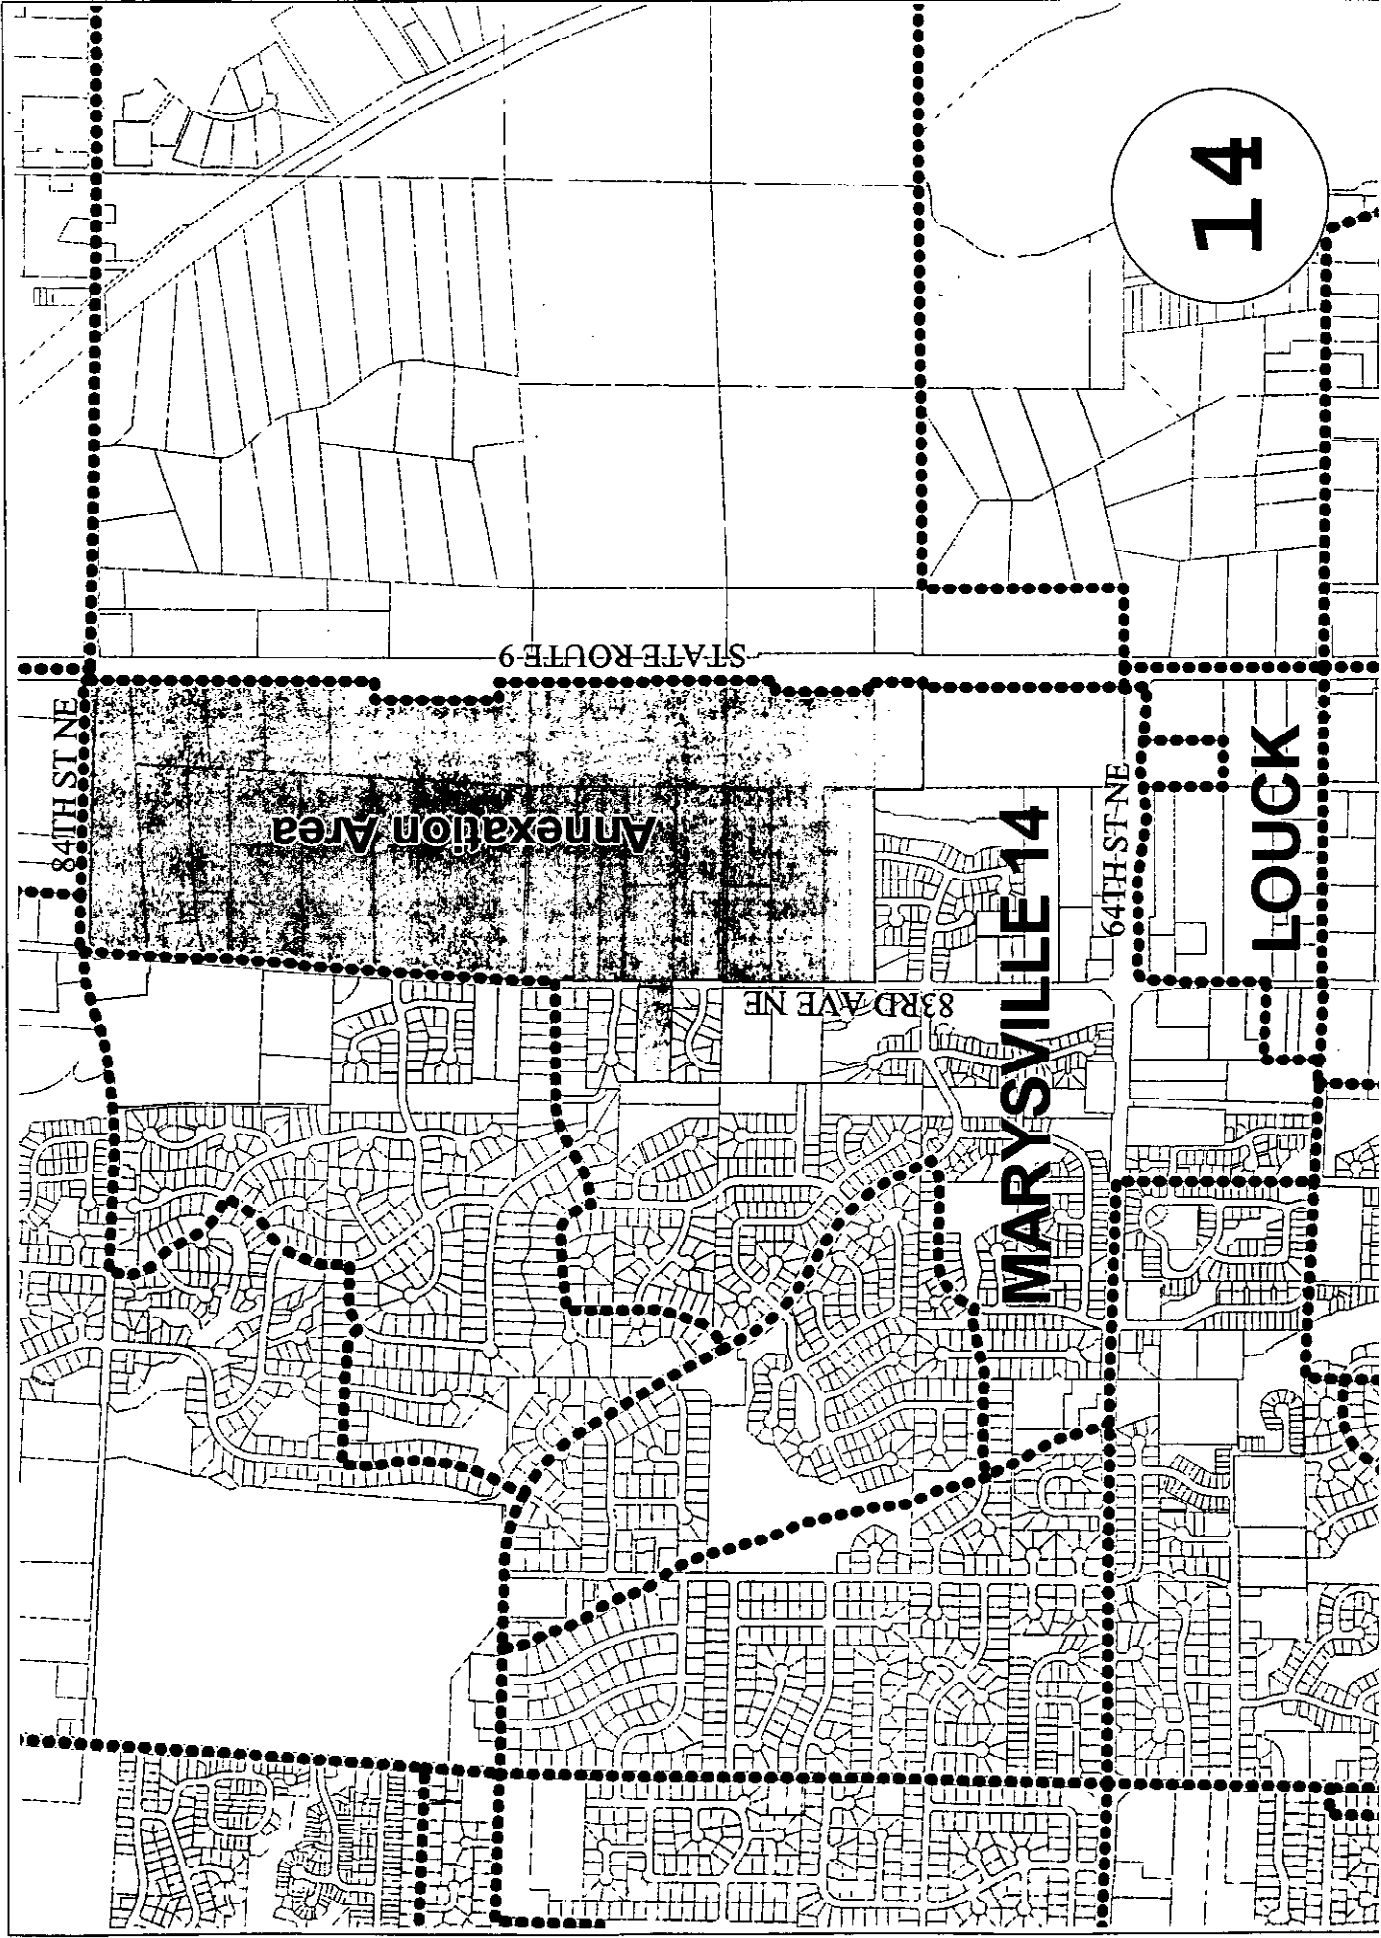 84TH ST NE
STATE ROUTE 9
Annexation Area
83RD AVE NE
64TH ST NE
MARYSVILLE 14
LOUCK
14